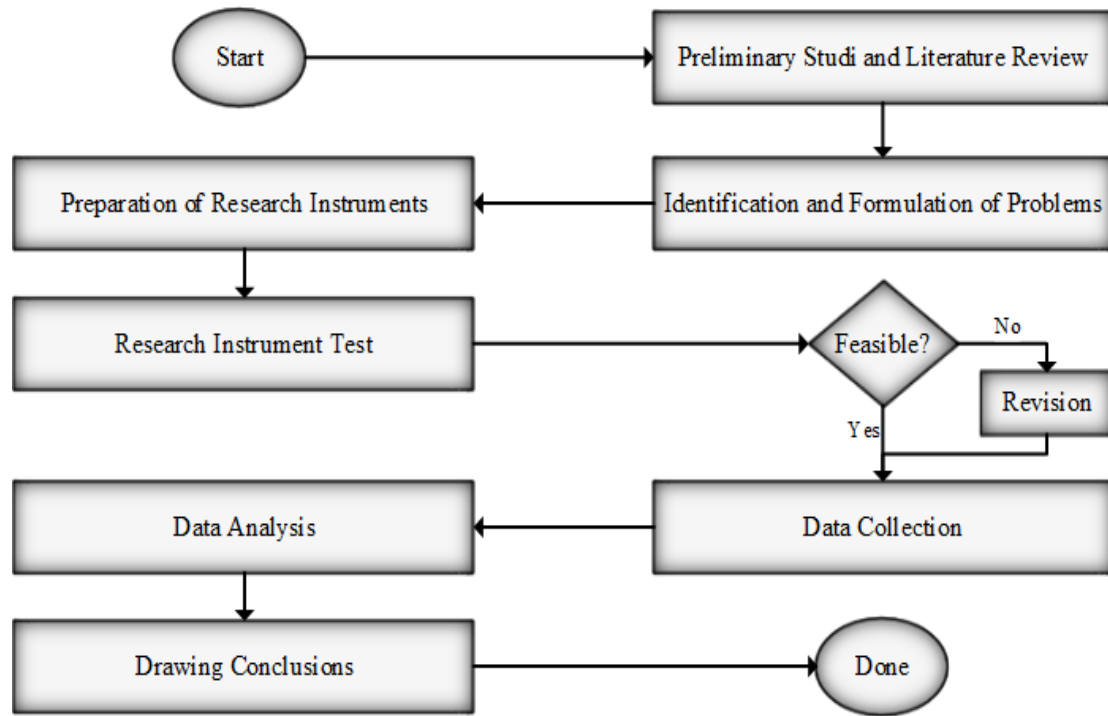 Start
Preliminary Studi and Literature Review
Preparation of Research Instruments
Identification and Formulation of Problems
Research Instrument Test
Feasible?
No
Revision
Yes
Data Analysis
Data Collection
Drawing Conclusions
Done